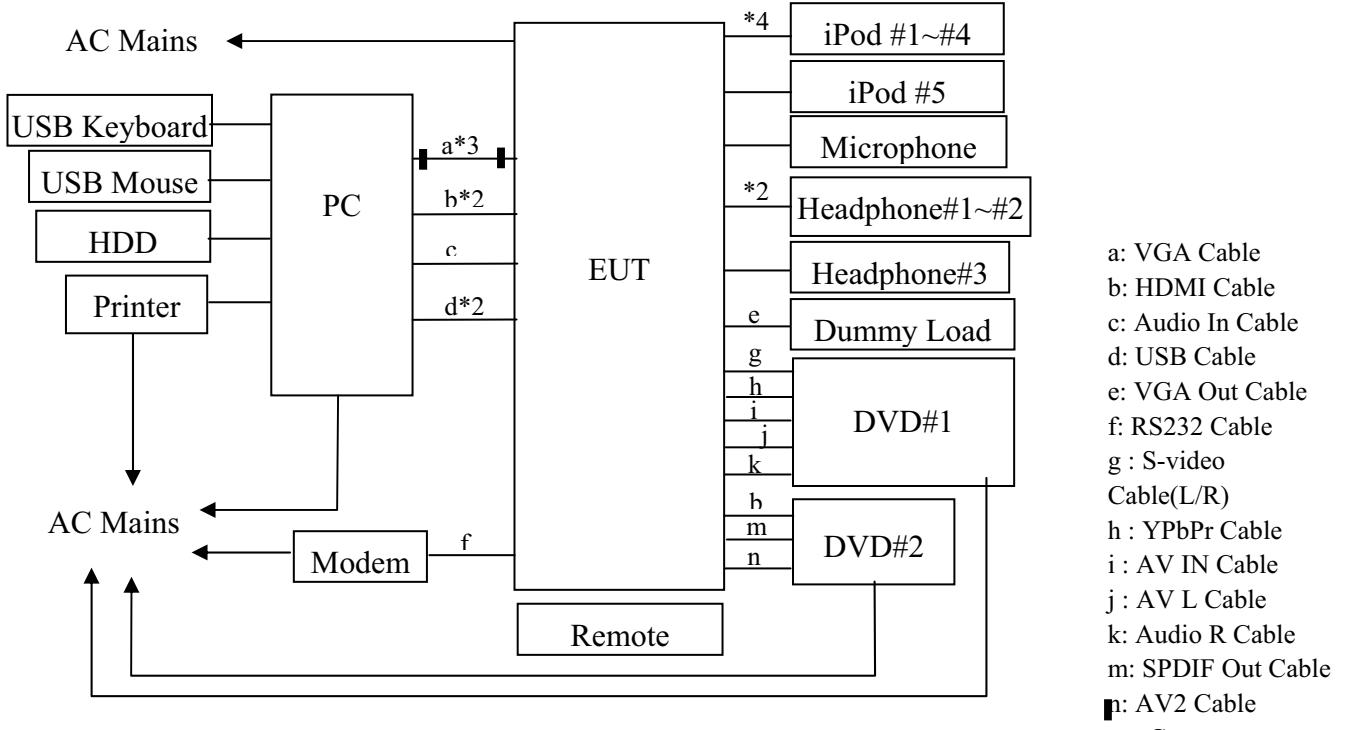 AC Mains
USB Keyboard
USB Mouse
HDD
Printer
PC
a*3
b*2
c
d*2
EUT
*4
iPod #1~#4
iPod #5
Microphone
*2
Headphone#1~#2
Headphone#3
e
Dummy Load
g
h
i
j
k
DVD#1
b
m
n
DVD#2
AC Mains
Modem
f
Remote
a: VGA Cable
b: HDMI Cable
c: Audio In Cable
d: USB Cable
e: VGA Out Cable
f: RS232 Cable
g : S-video
Cable(L/R)
h : YPbPr Cable
i : AV IN Cable
j : AV L Cable
k: Audio R Cable
m: SPDIF Out Cable
n: AV2 Cable